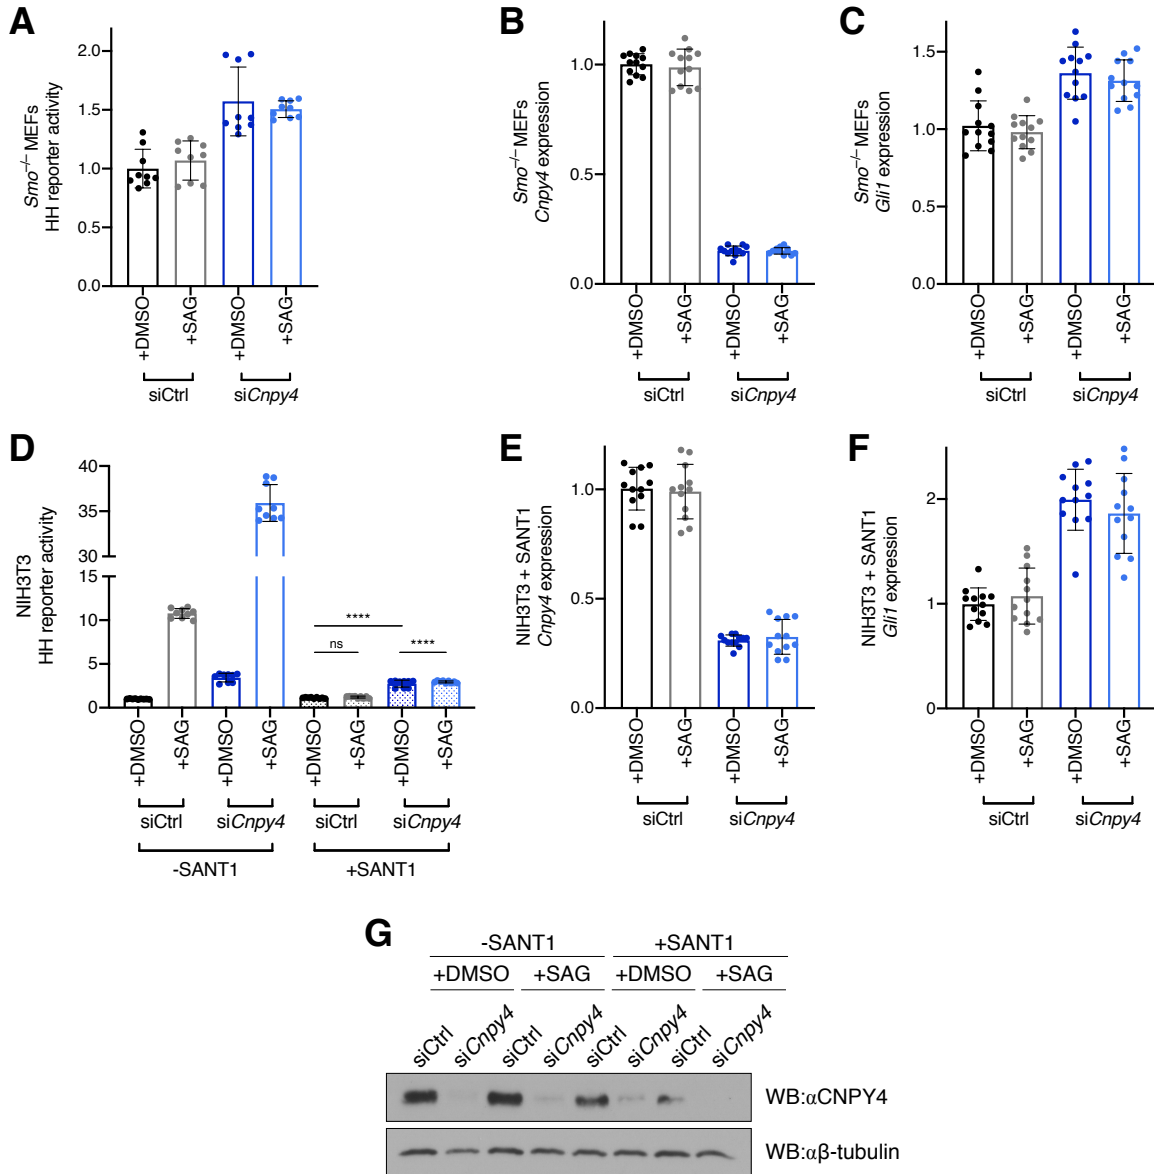 A
Smo–/– MEFs
HH reporter activity
2.0
1.5
1.0
0.5
0.0
+DMSO
+SAG
+DMSO
+SAG
siCtrl
siCnpy4
B
Smo–/– MEFs
Cnpy4 expression
1.0
0.5
0.0
+DMSO
+SAG
+DMSO
+SAG
siCtrl
siCnpy4
C
Smo–/– MEFs
Gli1 expression
1.5
1.0
0.5
0.0
+DMSO
+SAG
+DMSO
+SAG
siCtrl
siCnpy4
D
NIH3T3
HH reporter activity
40
35
30
15
10
5
0
****
ns
****
+DMSO
+SAG
+DMSO
+SAG
+DMSO
+SAG
+DMSO
+SAG
siCtrl
siCnpy4
siCtrl
siCnpy4
-SANT1
+SANT1
E
NIH3T3 + SANT1
Cnpy4 expression
1.0
0.5
0.0
+DMSO
+SAG
+DMSO
+SAG
siCtrl
siCnpy4
F
NIH3T3 + SANT1
Gli1 expression
2
1
0
+DMSO
+SAG
+DMSO
+SAG
siCtrl
siCnpy4
G
-SANT1 +SANT1
+DMSO +SAG +DMSO +SAG
siCtrl siCnpy4 siCtrl siCnpy4 siCtrl siCnpy4 siCtrl siCnpy4
WB:αCNPY4
WB:αβ-tubulin